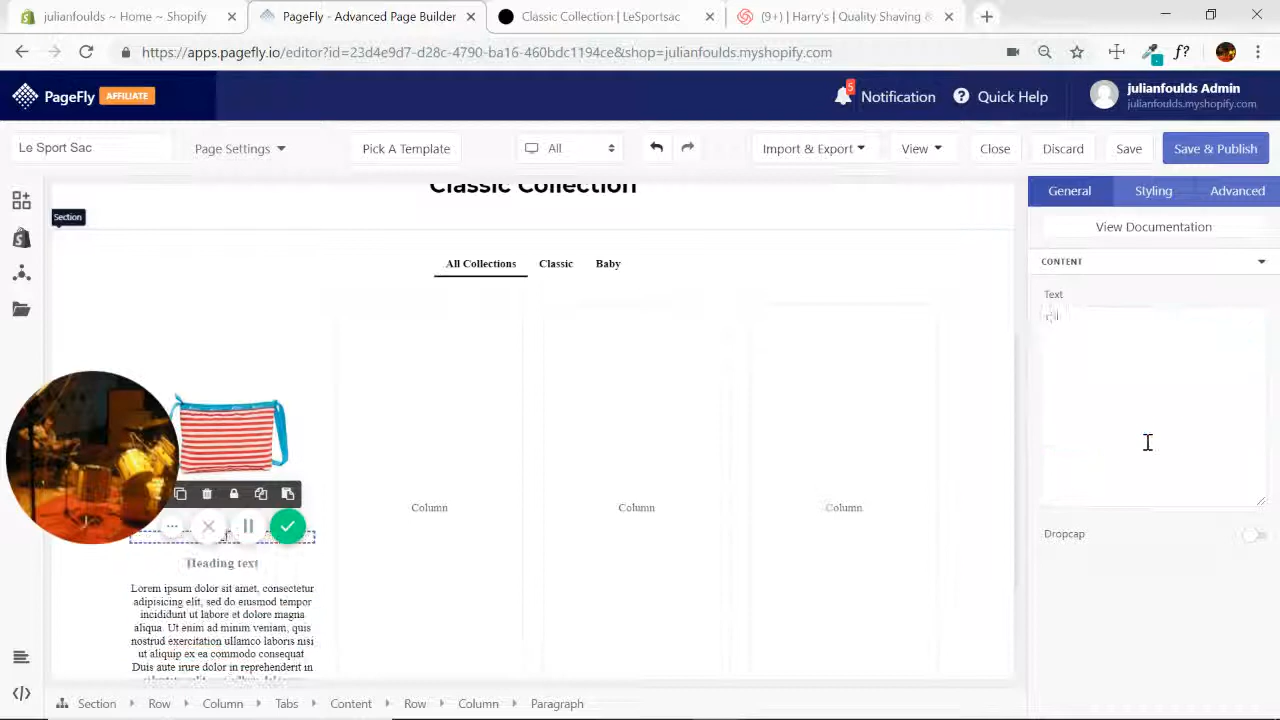 julianfoulds ~ Home ~ Shopify
PageFly - Advanced Page Builder
Classic Collection | LeSportsac
(9+) | Harry's | Quality Shaving
https://apps.pagefly.io/editor?id=23d4e9d7-d28c-4790-ba16-460bdc1194ce&shop=julianfoulds.myshopify.com
f?
PageFly AFFILIATE
5
Notification
Quick Help
julianfoulds Admin
julianfoulds.myshopify.com
Le Sport Sac
Page Settings
Pick A Template
All
Import & Export
View
Close
Discard
Save
Save & Publish
Classic Collection
Section
General
Styling
Advanced
View Documentation
CONTENT
Text
All Collections
Classic
Baby
Column
Column
Column
Dropcap
Heading text
Lorem ipsum dolor sit amet, consectetur
adipisicing elit, sed do eiusmod tempor
incididunt ut labore et dolore magna
aliqua. Ut enim ad minim veniam, quis
nostrud exercitation ullamco laboris nisi
ut aliquip ex ea commodo consequat
Duis aute irure dolor in reprehenderit in
Section
Row
Column
Tabs
Content
Row
Column
Paragraph